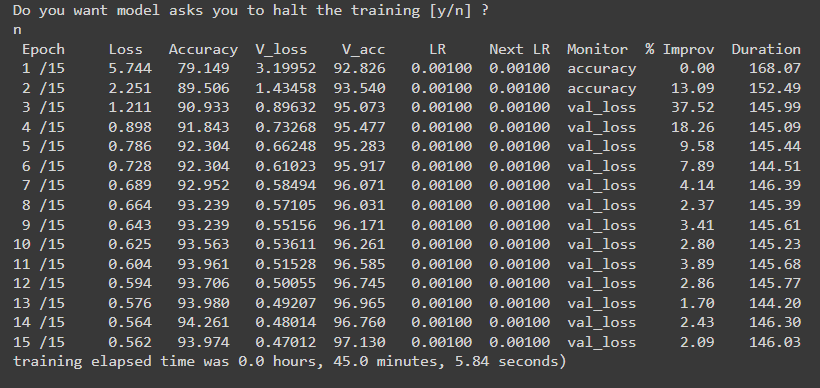 Do you want model asks you to halt the training [y/n] ?
n
Epoch Loss Accuracy V_loss V_acc LR Next LR Monitor % Improv Duration
1 /15 5.744 79.149 3.19952 92.826 0.00100 0.00100 accuracy 0.00 168.07
2 /15 2.251 89.506 1.43458 93.540 0.00100 0.00100 accuracy 13.09 152.49
3 /15 1.211 90.933 0.89632 95.073 0.00100 0.00100 val_loss 37.52 145.99
4 /15 0.898 91.843 0.73268 95.477 0.00100 0.00100 val_loss 18.26 145.09
5 /15 0.786 92.304 0.66248 95.283 0.00100 0.00100 val_loss 9.58 145.44
6 /15 0.728 92.304 0.61023 95.917 0.00100 0.00100 val_loss 7.89 144.51
7 /15 0.689 92.952 0.58494 96.071 0.00100 0.00100 val_loss 4.14 146.39
8 /15 0.664 93.239 0.57105 96.031 0.00100 0.00100 val_loss 2.37 145.39
9 /15 0.643 93.239 0.55156 96.171 0.00100 0.00100 val_loss 3.41 145.61
10 /15 0.625 93.563 0.53611 96.261 0.00100 0.00100 val_loss 2.80 145.23
11 /15 0.604 93.961 0.51528 96.585 0.00100 0.00100 val_loss 3.89 145.68
12 /15 0.594 93.706 0.50055 96.745 0.00100 0.00100 val_loss 2.86 145.77
13 /15 0.576 93.980 0.49207 96.965 0.00100 0.00100 val_loss 1.70 144.20
14 /15 0.564 94.261 0.48014 96.760 0.00100 0.00100 val_loss 2.43 146.30
15 /15 0.562 93.974 0.47012 97.130 0.00100 0.00100 val_loss 2.09 146.03
training elapsed time was 0.0 hours, 45.0 minutes, 5.84 seconds)